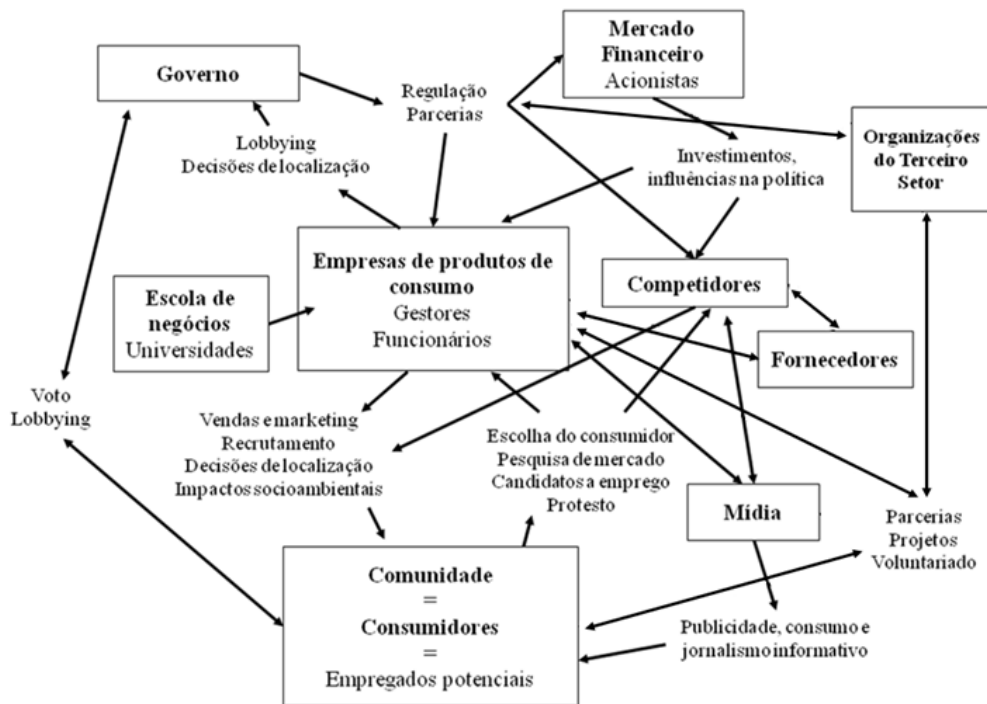 Mercado
Financeiro
Acionistas
Governo
Regulação
Parcerias
Lobbying
Decisões de localização
Investimentos,
influências na politica
Organizações
do Terceiro
Setor
Empresas de produtos de
consumo
Gestores
Funcionários
Competidores
Escola de
negócios
Universidades
Fornecedores
Voto
Lobbying
Vendas e marketing
Recrutamento
Decisões de localização
Impactos socioambientais
Escolha do consumidor
Pesquisa de mercado
Candidatos a emprego
Protesto
Mídia
Parcerias
Projetos
Voluntariado
Comunidade
=
Consumidores
=
Empregados potenciais
Publicidade, consumo e
jornalismo informativo